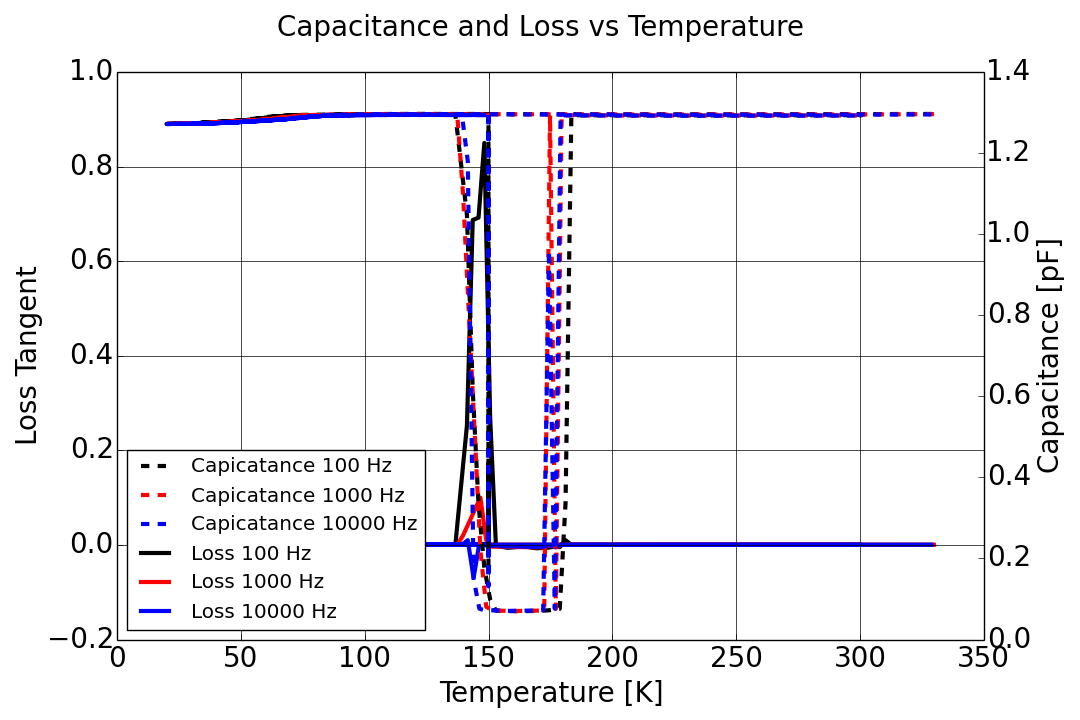 Capacitance and Loss vs Temperature
1.0
0.8
0.6
0.4
0.2
0.0
−0.2
Loss Tangent
1.4
1.2
1.0
0.8
0.6
0.4
0.2
0.0
Capacitance [pF]
Capicatance 100 Hz
Capicatance 1000 Hz
Capicatance 10000 Hz
Loss 100 Hz
Loss 1000 Hz
Loss 10000 Hz
0 50 100 150 200 250 300 350
Temperature [K]